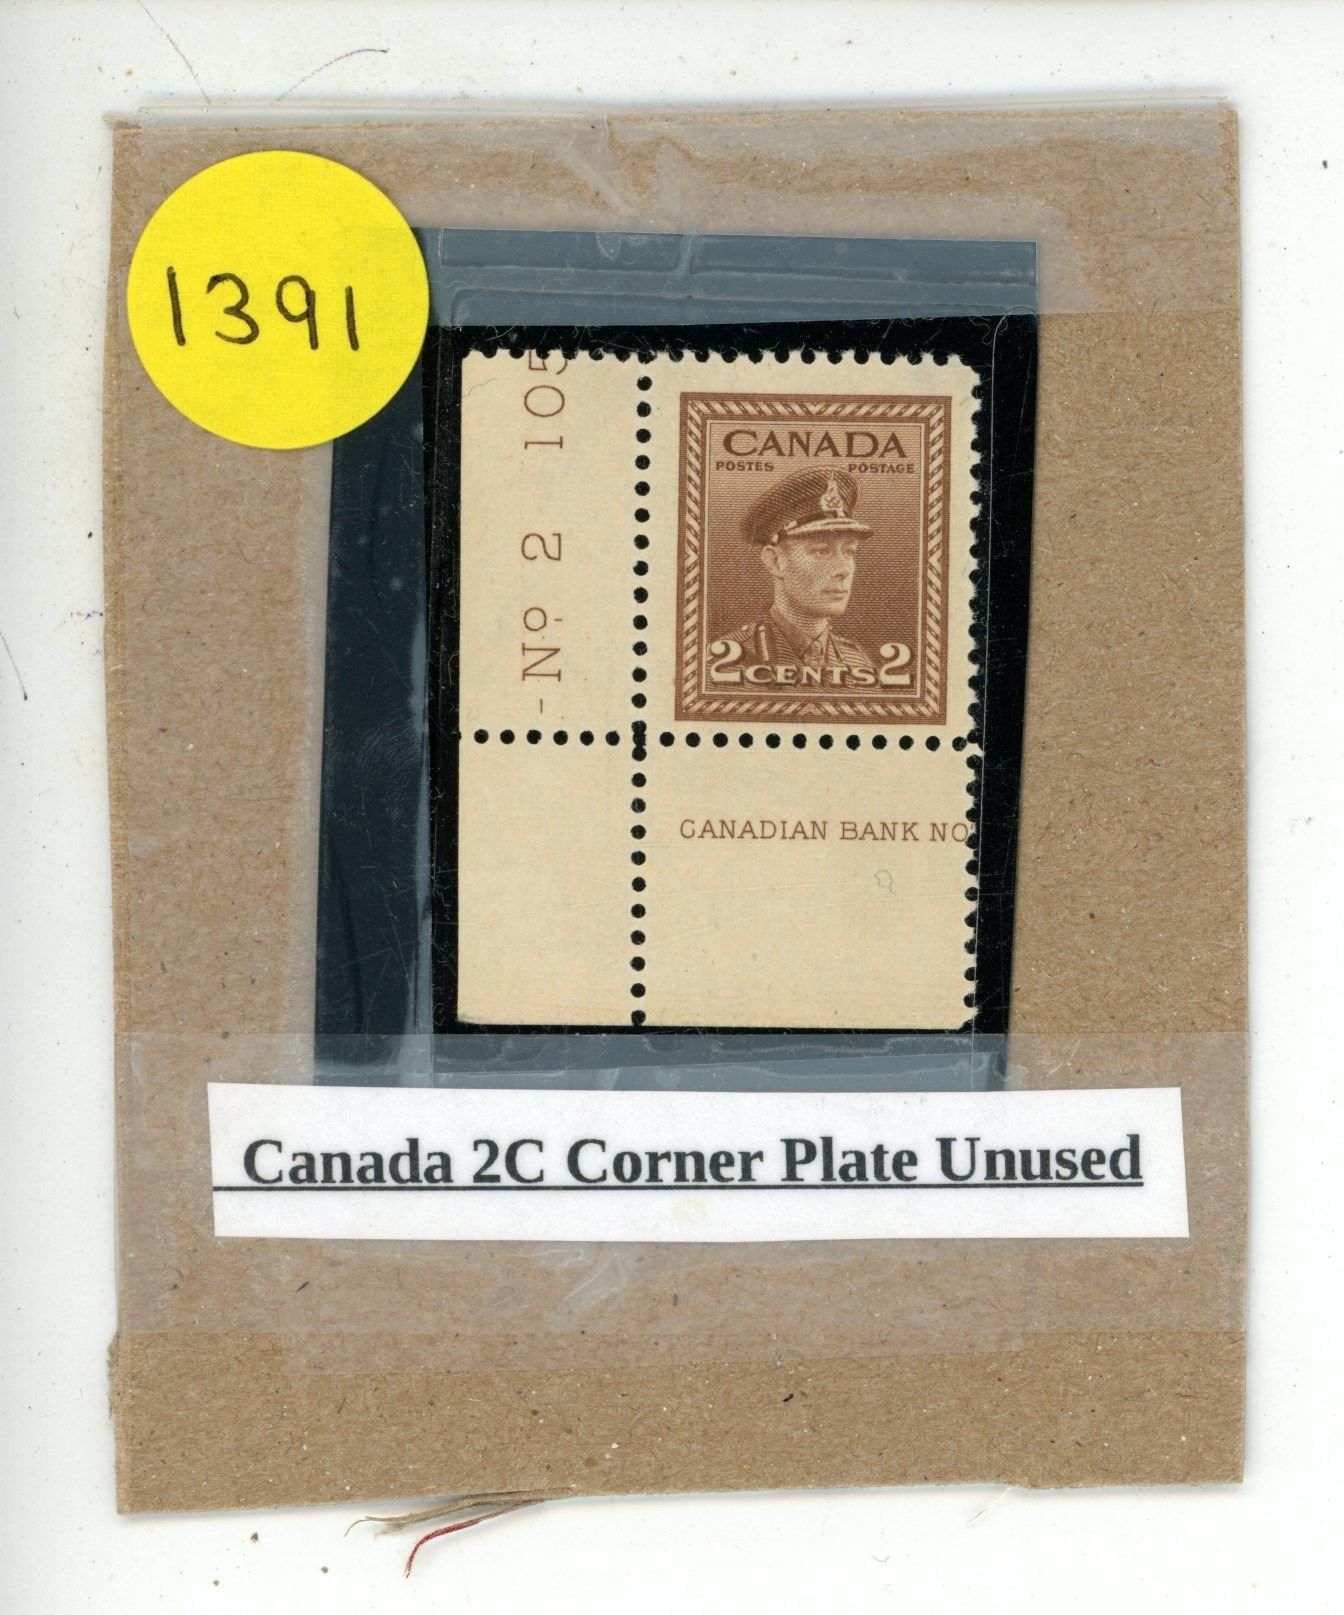 1391
-Nº 2 105
CANADA
POSTES POSTAGE
2 CENTS 2
CANADIAN BANK NO
Canada 2C Corner Plate Unused